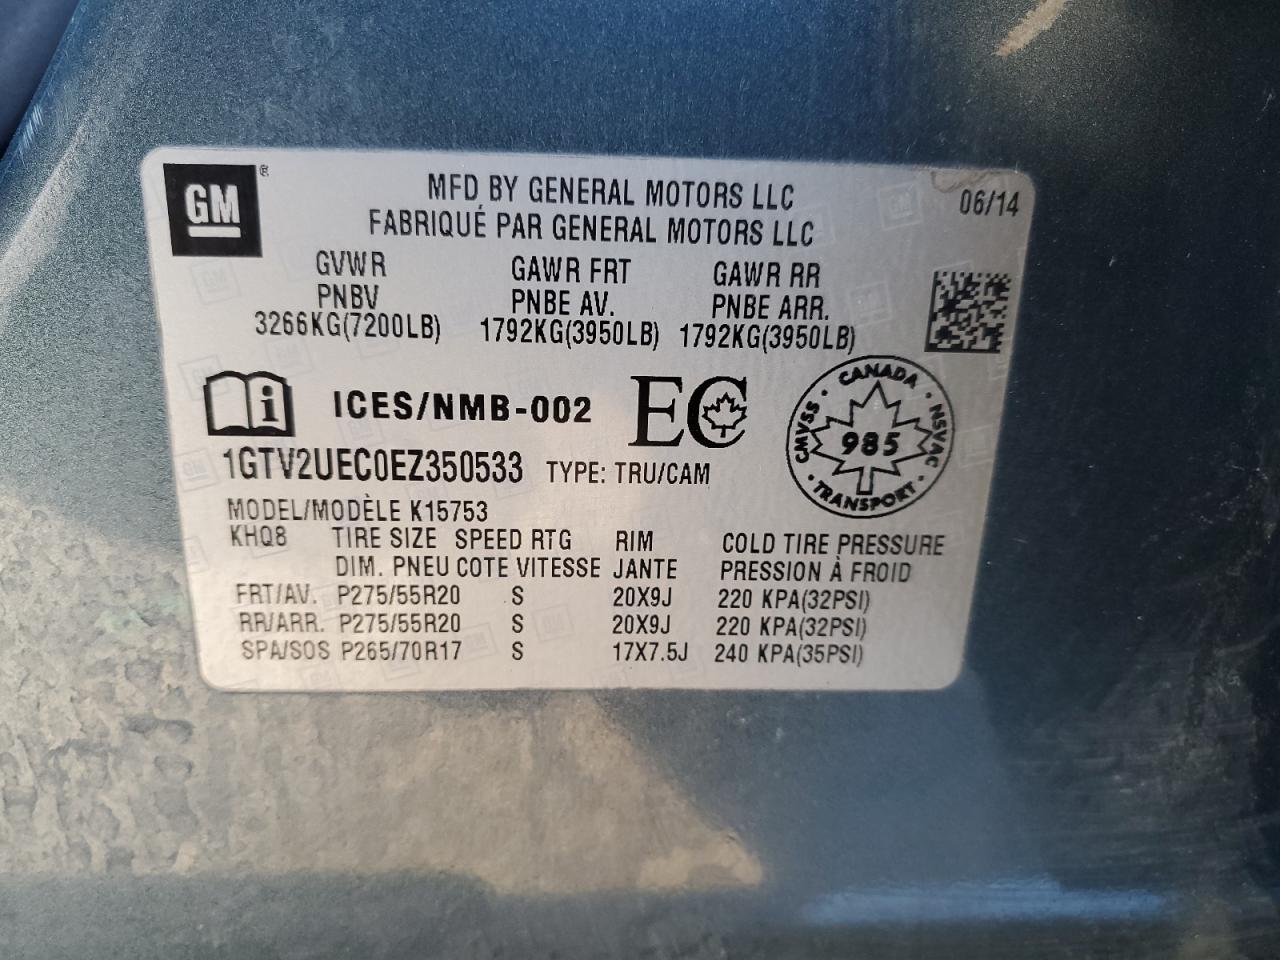 GM ®
MFD BY GENERAL MOTORS LLC
FABRIQUÉ PAR GENERAL MOTORS LLC
06/14
GVWR GAWR FRT GAWR RR
PNBV PNBE AV. PNBE ARR.
3266KG(7200LB) 1792KG(3950LB) 1792KG(3950LB)
i ICES/NMB-002 EC
CANADA
CMVSS · 985 · NSVAC
· TRANSPORT ·
1GTV2UEC0EZ350533 TYPE: TRU/CAM
MODEL/MODÈLE K15753
KHQ8 TIRE SIZE SPEED RTG RIM COLD TIRE PRESSURE
DIM. PNEU COTE VITESSE JANTE PRESSION À FROID
FRT/AV. P275/55R20 S 20X9J 220 KPA(32PSI)
RR/ARR. P275/55R20 S 20X9J 220 KPA(32PSI)
SPA/SOS P265/70R17 S 17X7.5J 240 KPA(35PSI)